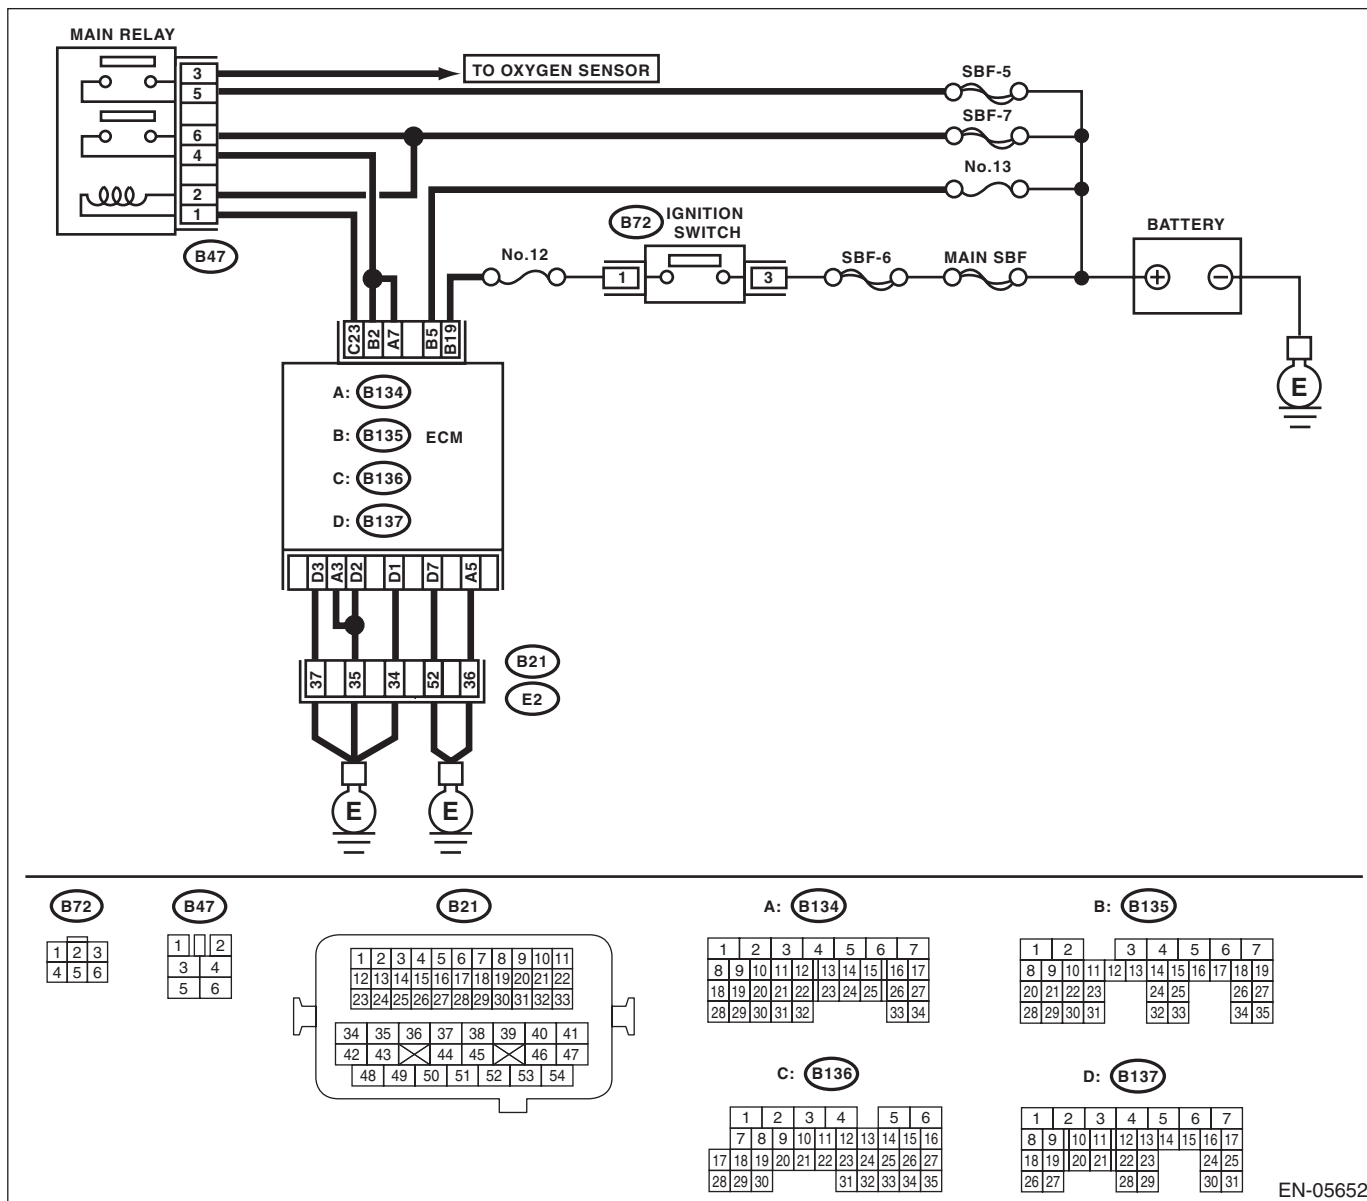 MAIN RELAY
3
5
6
4
2
1
B47
TO OXYGEN SENSOR
SBF-5
SBF-7
No.13
B72
IGNITION
SWITCH
No.12
1
3
SBF-6
MAIN SBF
BATTERY
+
−
E
C23
B2
A7
B5
B19
A: B134
B: B135
ECM
C: B136
D: B137
D3
A3
D2
D1
D7
A5
37
35
34
52
36
B21
E2
E
E
B72
1 2 3
4 5 6
B47
1 2
3 4
5 6
B21
1 2 3 4 5 6 7 8 9 10 11
12 13 14 15 16 17 18 19 20 21 22
23 24 25 26 27 28 29 30 31 32 33
34 35 36 37 38 39 40 41
42 43 44 45 46 47
48 49 50 51 52 53 54
A: B134
1 2 3 4 5 6 7
8 9 10 11 12 13 14 15 16 17
18 19 20 21 22 23 24 25 26 27
28 29 30 31 32 33 34
B: B135
1 2 3 4 5 6 7
8 9 10 11 12 13 14 15 16 17 18 19
20 21 22 23 24 25 26 27
28 29 30 31 32 33 34 35
C: B136
1 2 3 4 5 6
7 8 9 10 11 12 13 14 15 16
17 18 19 20 21 22 23 24 25 26 27
28 29 30 31 32 33 34 35
D: B137
1 2 3 4 5 6 7
8 9 10 11 12 13 14 15 16 17
18 19 20 21 22 23 24 25
26 27 28 29 30 31
EN-05652